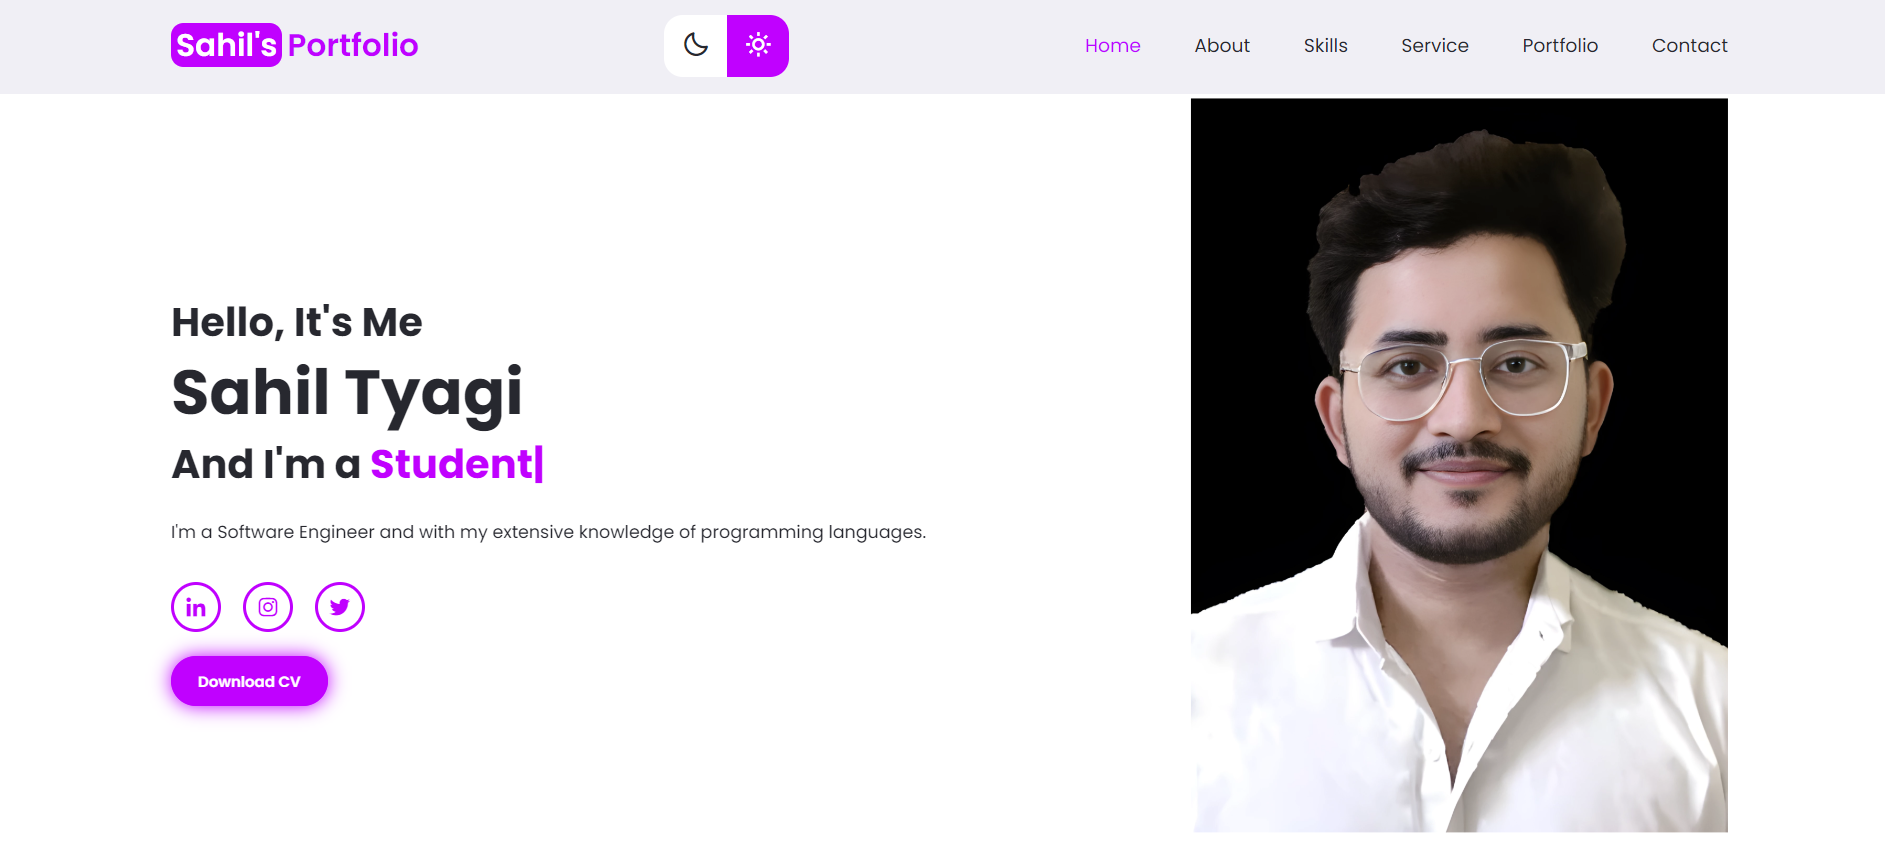 Sahil's Portfolio
Home About Skills Service Portfolio Contact
Hello, It's Me
Sahil Tyagi
And I'm a Student|
I'm a Software Engineer and with my extensive knowledge of programming languages.
in
Download CV